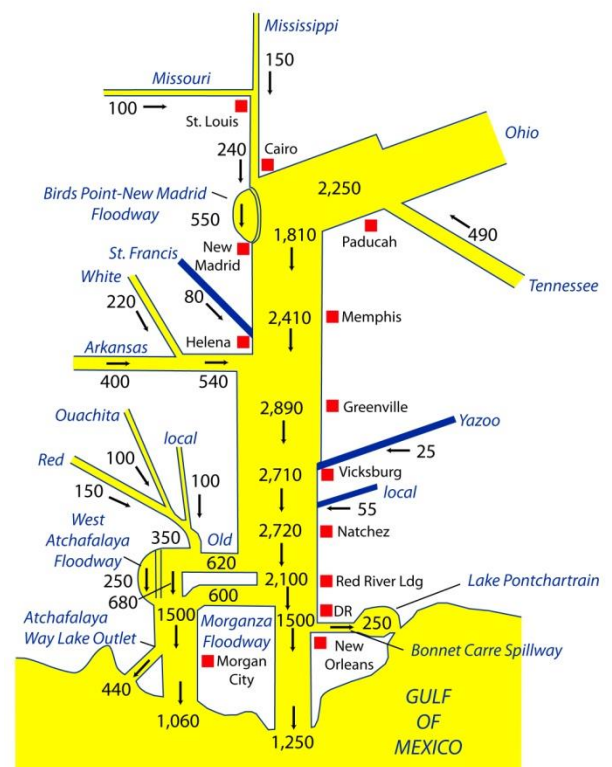 Mississippi
150
Missouri
100
St. Louis
Ohio
240
Cairo
2,250
Birds Point-New Madrid
Floodway
550
1,810
Paducah
490
New
Madrid
St. Francis
White
Tennessee
220
80
2,410
Memphis
Helena
Arkansas
400
540
2,890
Greenville
Ouachita
local
Yazoo
Red
100
25
150
100
2,710
Vicksburg
local
55
West
Atchafalaya
Floodway
350
Old
2,720
Natchez
620
250
2,100
Red River Ldg
Lake Pontchartrain
680
600
DR
Atchafalaya
Way Lake Outlet
1500
Morganza
Floodway
1500
250
New
Orleans
Bonnet Carre Spillway
Morgan
City
440
1,060
1,250
GULF
OF
MEXICO